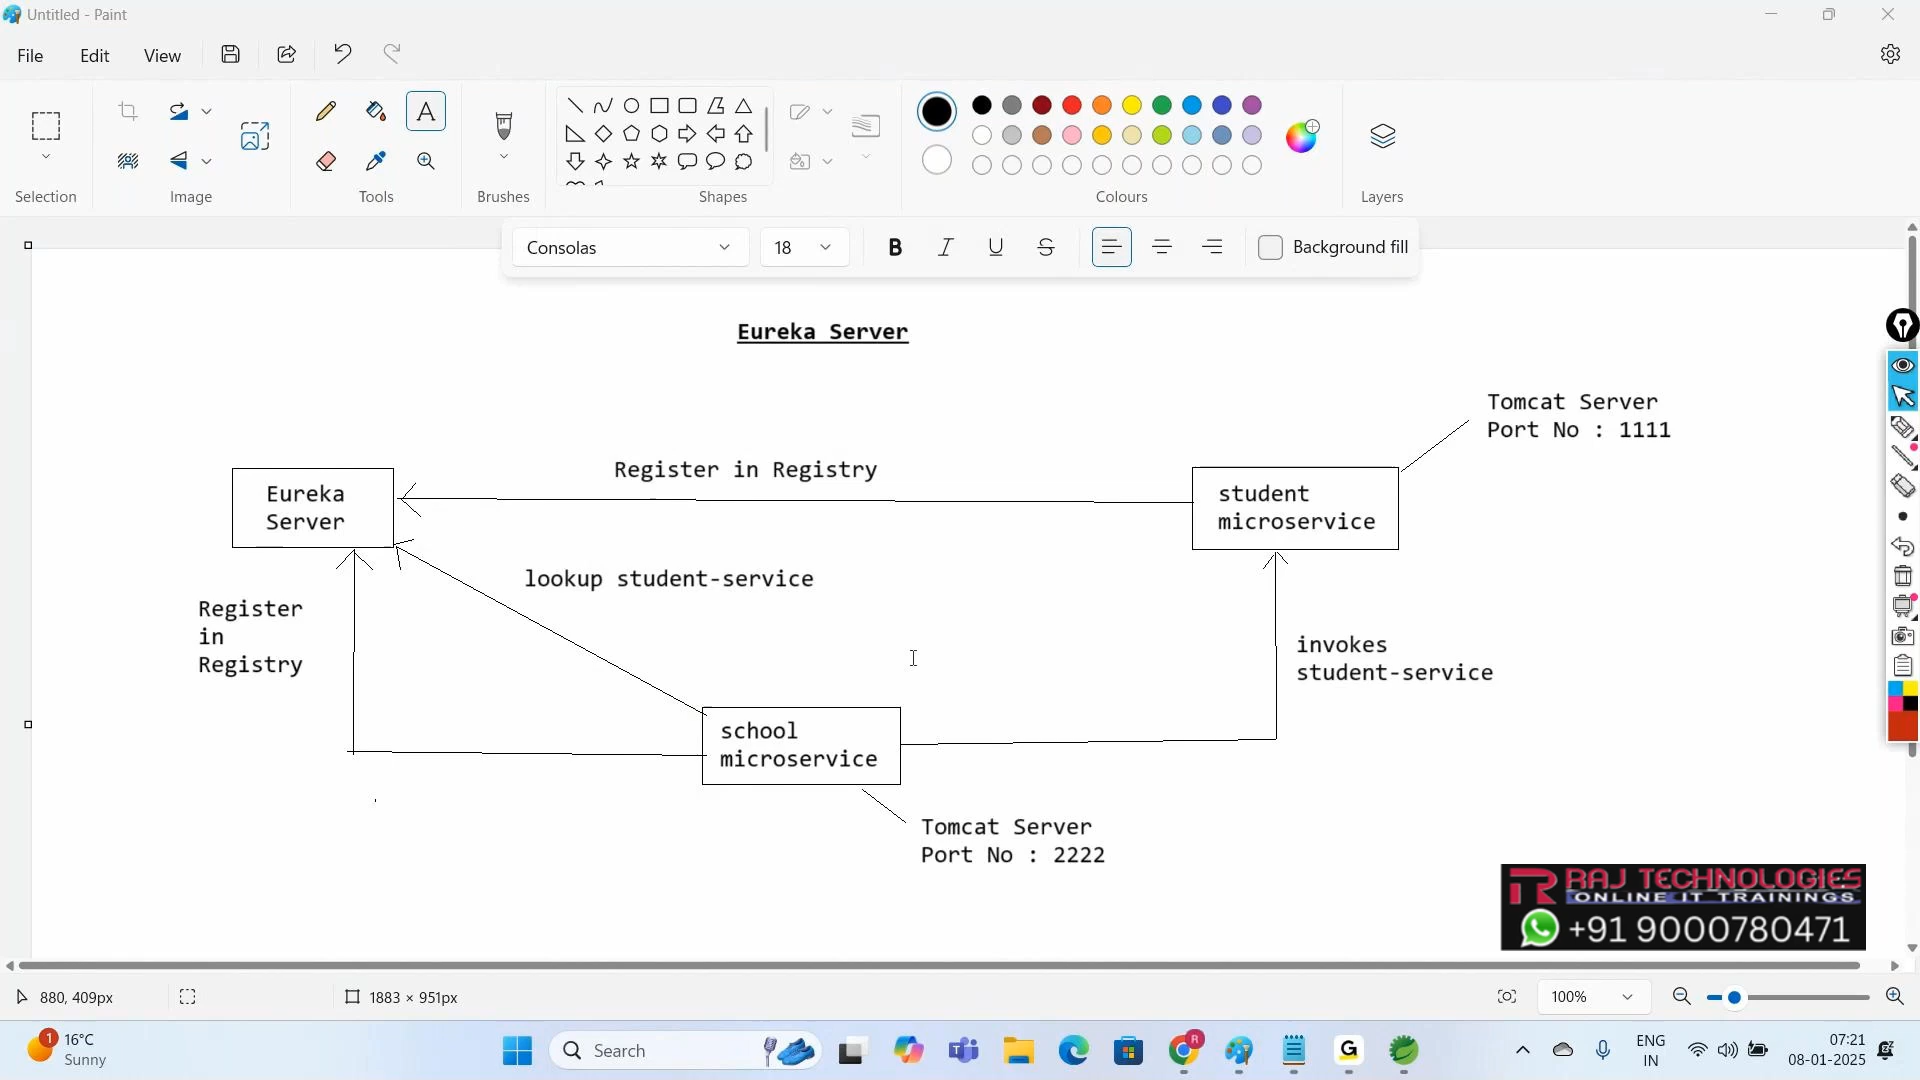 Untitled - Paint
File
Edit
View
Selection
Image
Tools
Brushes
Shapes
Colours
Layers
A
Consolas
18
B
I
U
S
Background fill
Eureka Server
Tomcat Server
Port No : 1111
Register in Registry
Eureka
Server
student
microservice
lookup student-service
Register
in
Registry
invokes
student-service
school
microservice
Tomcat Server
Port No : 2222
RAJ TECHNOLOGIES
ONLINE IT TRAININGS
+91 9000780471
880, 409px
1883 × 951px
100%
1
16°C
Sunny
Search
R
G
ENG
IN
07:21
08-01-2025